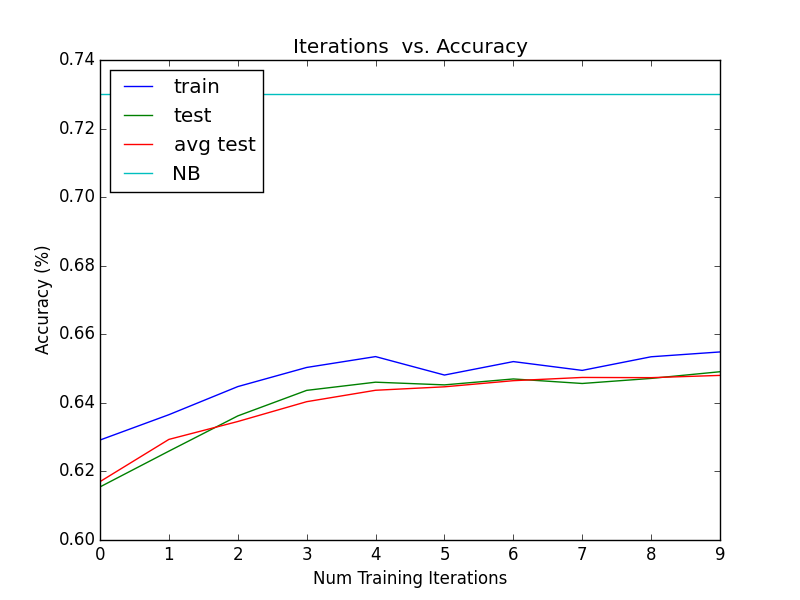 Iterations  vs. Accuracy
0.74
0.72
0.70
0.68
0.66
0.64
0.62
0.60
Accuracy (%)
train
test
avg test
NB
0 1 2 3 4 5 6 7 8 9
Num Training Iterations